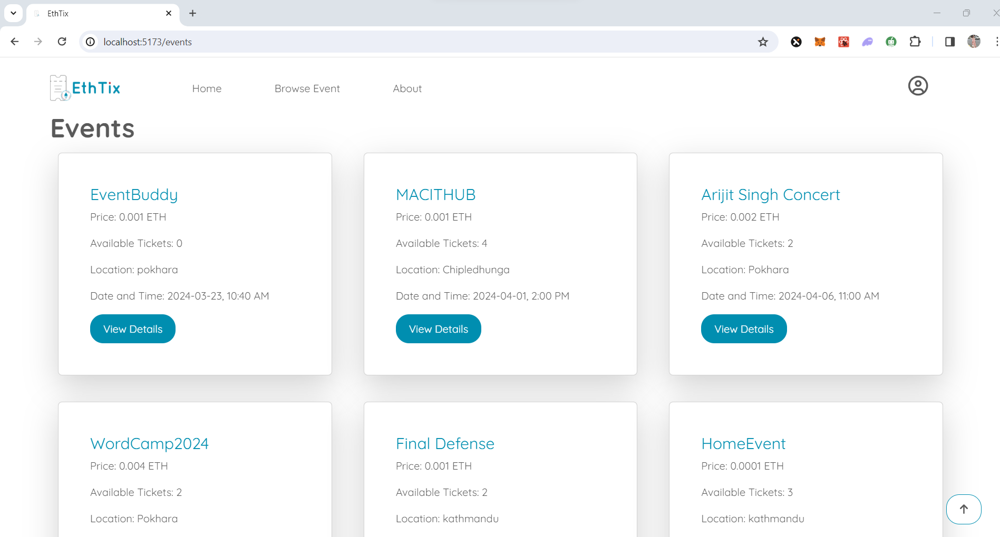 EthTix
localhost:5173/events
EthTix
Home
Browse Event
About
Events
EventBuddy
Price: 0.001 ETH
Available Tickets: 0
Location: pokhara
Date and Time: 2024-03-23, 10:40 AM
View Details
MACITHUB
Price: 0.001 ETH
Available Tickets: 4
Location: Chipledhunga
Date and Time: 2024-04-01, 2:00 PM
View Details
Arijit Singh Concert
Price: 0.002 ETH
Available Tickets: 2
Location: Pokhara
Date and Time: 2024-04-06, 11:00 AM
View Details
WordCamp2024
Price: 0.004 ETH
Available Tickets: 2
Location: Pokhara
Final Defense
Price: 0.001 ETH
Available Tickets: 2
Location: kathmandu
HomeEvent
Price: 0.0001 ETH
Available Tickets: 3
Location: kathmandu